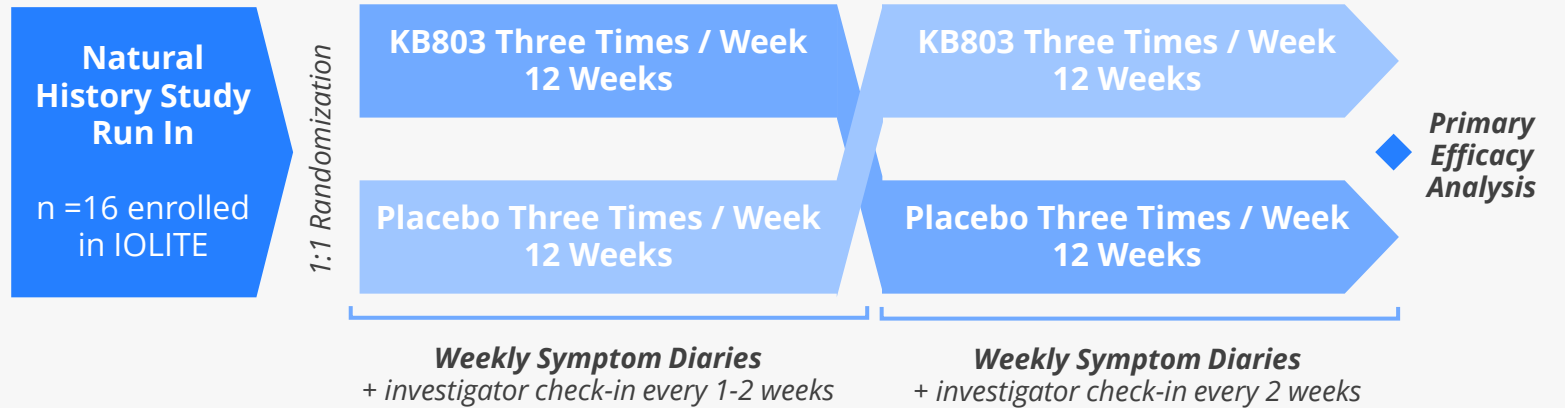 Natural
History Study
Run In
n =16 enrolled
in IOLITE
1:1 Randomization
KB803 Three Times / Week
12 Weeks
Placebo Three Times / Week
12 Weeks
Weekly Symptom Diaries
+ investigator check-in every 1-2 weeks
KB803 Three Times / Week
12 Weeks
Placebo Three Times / Week
12 Weeks
Weekly Symptom Diaries
+ investigator check-in every 2 weeks
Primary
Efficacy
Analysis